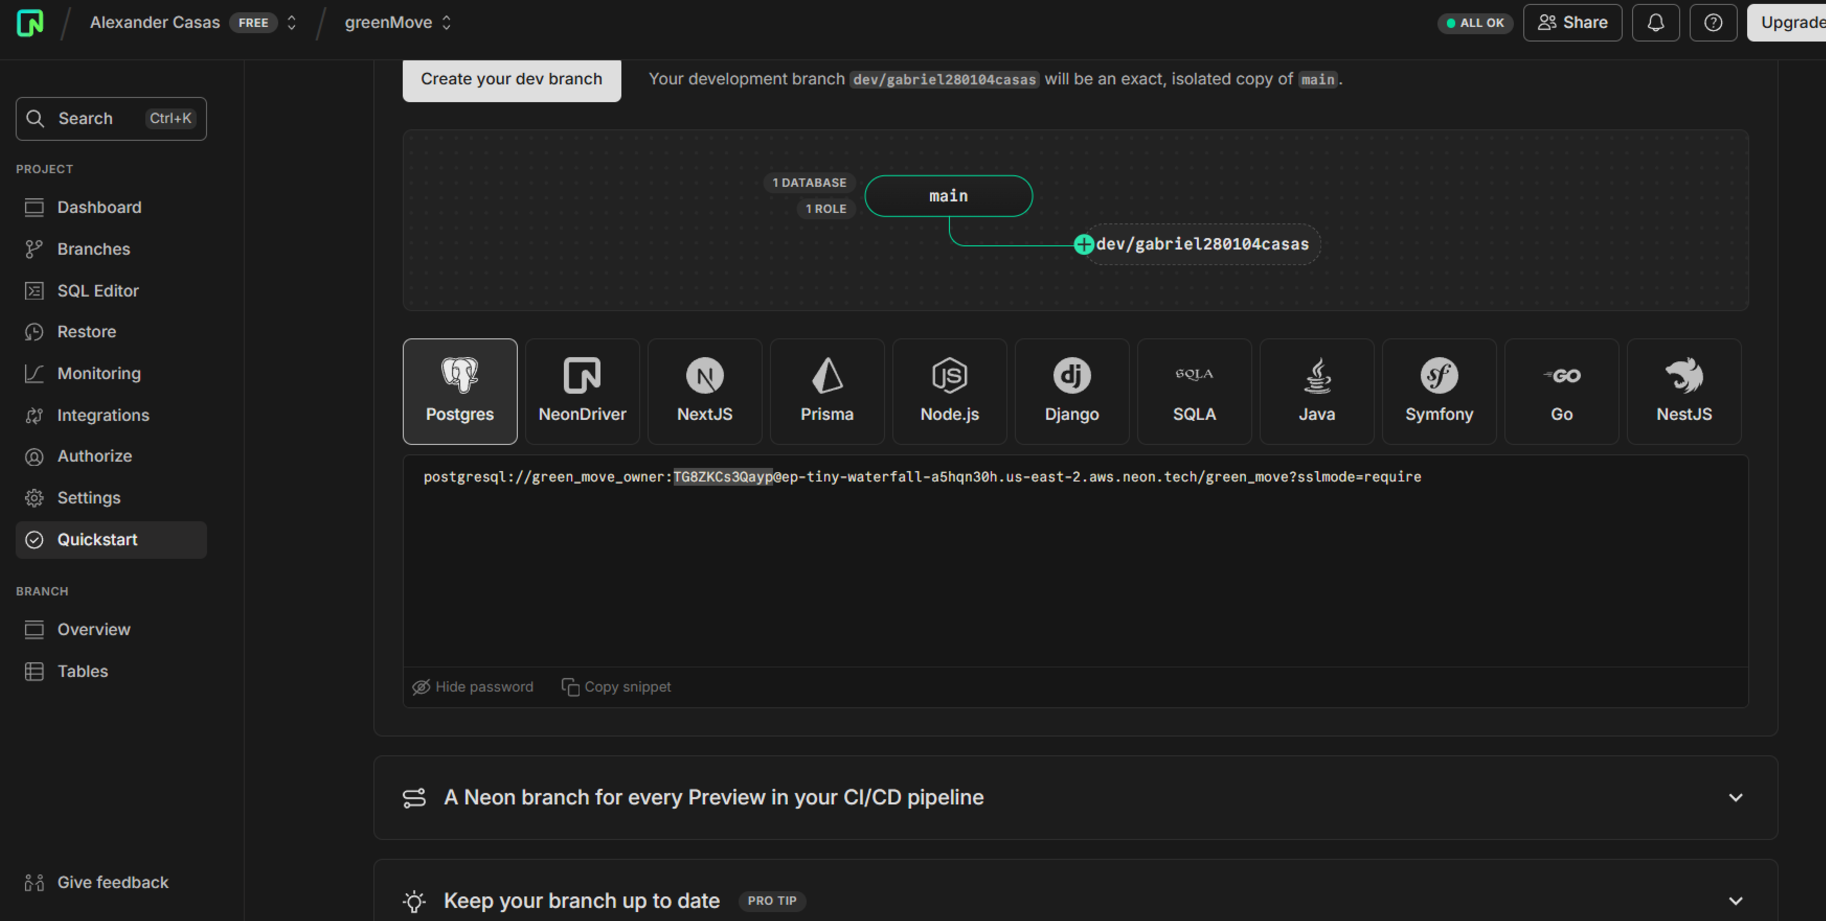 Alexander Casas FREE / greenMove
ALL OK Share Upgrade
Search Ctrl+K
PROJECT
Dashboard
Branches
SQL Editor
Restore
Monitoring
Integrations
Authorize
Settings
Quickstart
BRANCH
Overview
Tables
Give feedback
Create your dev branch Your development branch dev/gabriel280104casas will be an exact, isolated copy of main.
1 DATABASE
1 ROLE
main
dev/gabriel280104casas
Postgres NeonDriver NextJS Prisma Node.js Django SQLA Java Symfony Go NestJS
postgresql://green_move_owner:TG8ZKCs3Qayp@ep-tiny-waterfall-a5hqn30h.us-east-2.aws.neon.tech/green_move?sslmode=require
Hide password Copy snippet
A Neon branch for every Preview in your CI/CD pipeline
Keep your branch up to date PRO TIP